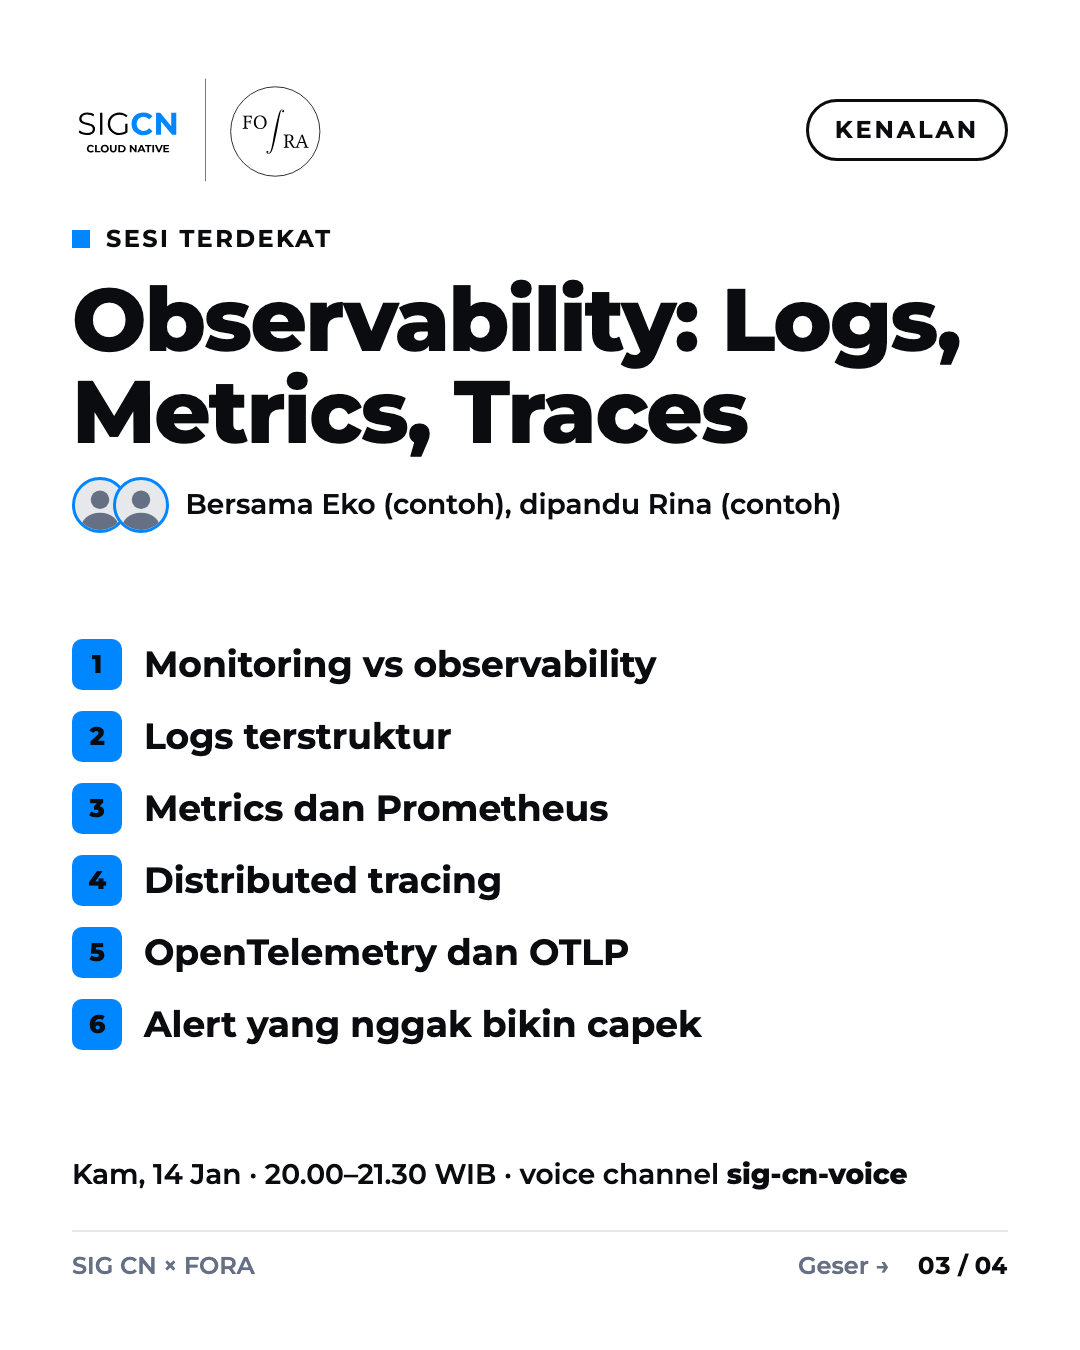 SIGCN
CLOUD NATIVE
FO
RA
KENALAN
SESI TERDEKAT
Observability: Logs,
Metrics, Traces
Bersama Eko (contoh), dipandu Rina (contoh)
1 Monitoring vs observability
2 Logs terstruktur
3 Metrics dan Prometheus
4 Distributed tracing
5 OpenTelemetry dan OTLP
6 Alert yang nggak bikin capek
Kam, 14 Jan · 20.00–21.30 WIB · voice channel sig-cn-voice
SIG CN × FORA
Geser → 03 / 04